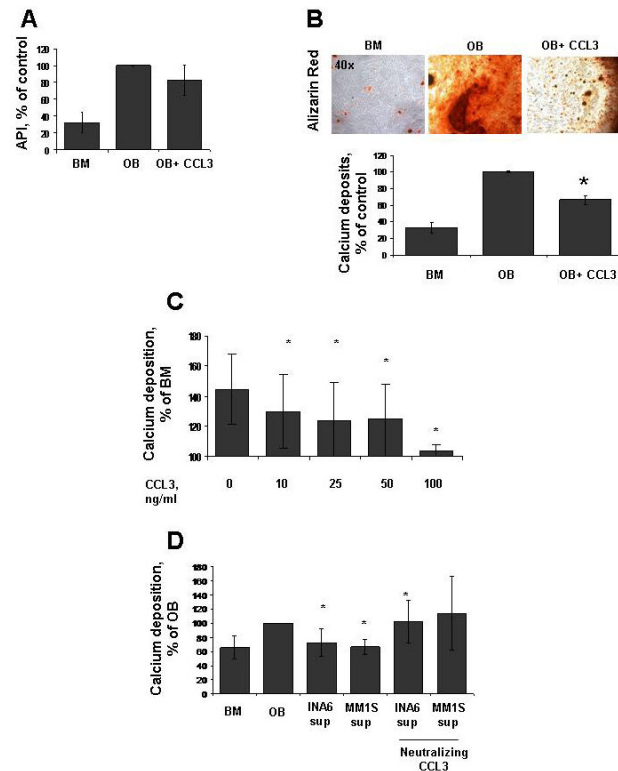 A
API, % of control
120
100
80
60
40
20
0
BM OB OB+ CCL3
B
BM OB OB+ CCL3
Alizarin Red
40x
Calcium deposits,
% of control
120
100
80
60
40
20
0
*
BM OB OB+ CCL3
C
Calcium deposition,
% of BM
180
160
140
120
100
* * * *
CCL3,
ng/ml
0 10 25 50 100
D
Calcium deposition,
% of OB
180
160
140
120
100
80
60
40
20
0
* * *
BM OB INA6 sup MM1S sup INA6 sup MM1S sup
Neutralizing
CCL3